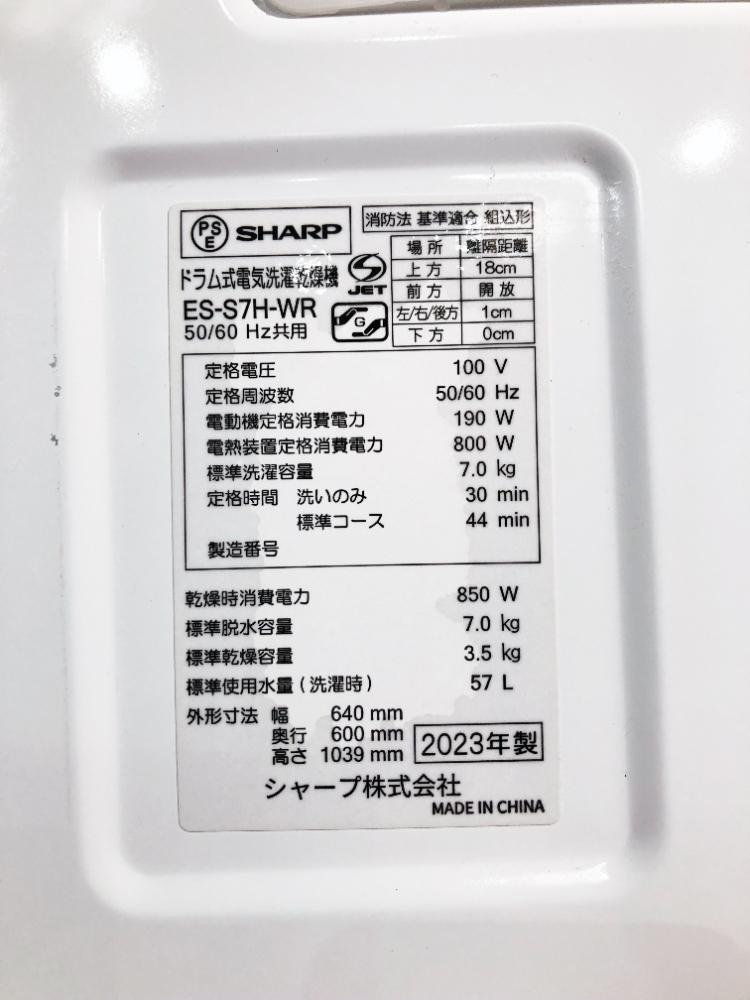 PS E SHARP
消防法 基準適合 組込形
場所 離隔距離
上方 18cm
前方 開放
左/右/後方 1cm
下方 0cm
ドラム式電気洗濯乾燥機
S JET
ES-S7H-WR
50/60 Hz共用
G
定格電圧 100 V
定格周波数 50/60 Hz
電動機定格消費電力 190 W
電熱装置定格消費電力 800 W
標準洗濯容量 7.0 kg
定格時間 洗いのみ 30 min
標準コース 44 min
製造番号
乾燥時消費電力 850 W
標準脱水容量 7.0 kg
標準乾燥容量 3.5 kg
標準使用水量(洗濯時) 57 L
外形寸法 幅 640 mm
奥行 600 mm
高さ 1039 mm
2023年製
シャープ株式会社
MADE IN CHINA